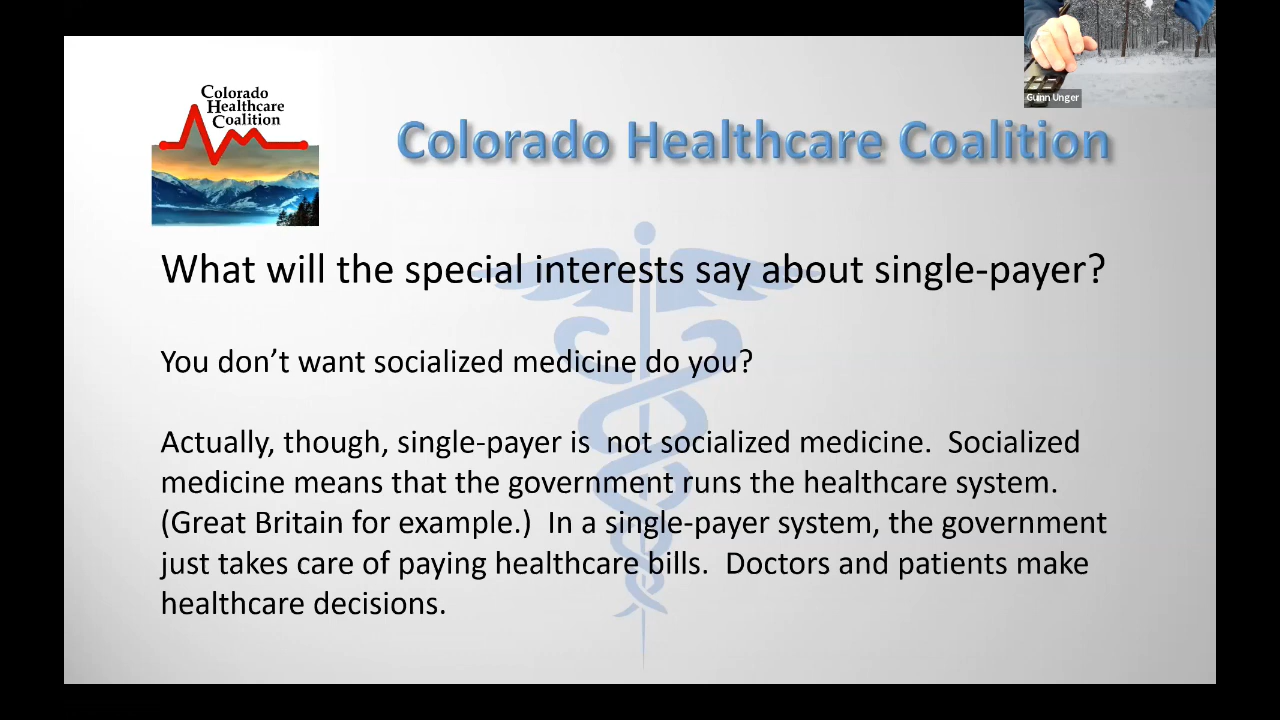 Guinn Unger
Colorado
Healthcare
Coalition
Colorado Healthcare Coalition
What will the special interests say about single-payer?
You don’t want socialized medicine do you?
Actually, though, single-payer is  not socialized medicine.  Socialized
medicine means that the government runs the healthcare system.
(Great Britain for example.)  In a single-payer system, the government
just takes care of paying healthcare bills.  Doctors and patients make
healthcare decisions.